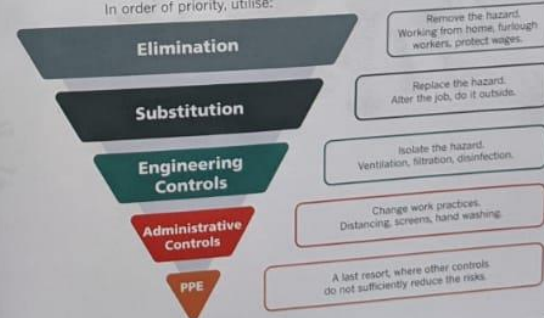 In order of priority, utilise:
Elimination
Remove the hazard.
Working from home, furlough
workers, protect wages.
Substitution
Replace the hazard.
Alter the job, do it outside.
Engineering
Controls
Isolate the hazard.
Ventilation, filtration, disinfection.
Administrative
Controls
Change work practices.
Distancing, screens, hand washing.
PPE
A last resort, where other controls
do not sufficiently reduce the risks.